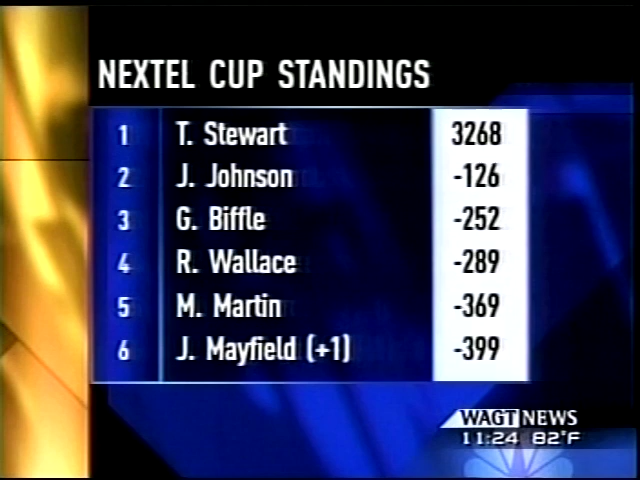 NEXTEL CUP STANDINGS
1 T. Stewart 3268
2 J. Johnson -126
3 G. Biffle -252
4 R. Wallace -289
5 M. Martin -369
6 J. Mayfield (+1) -399
WAGT NEWS
11:24 82°F